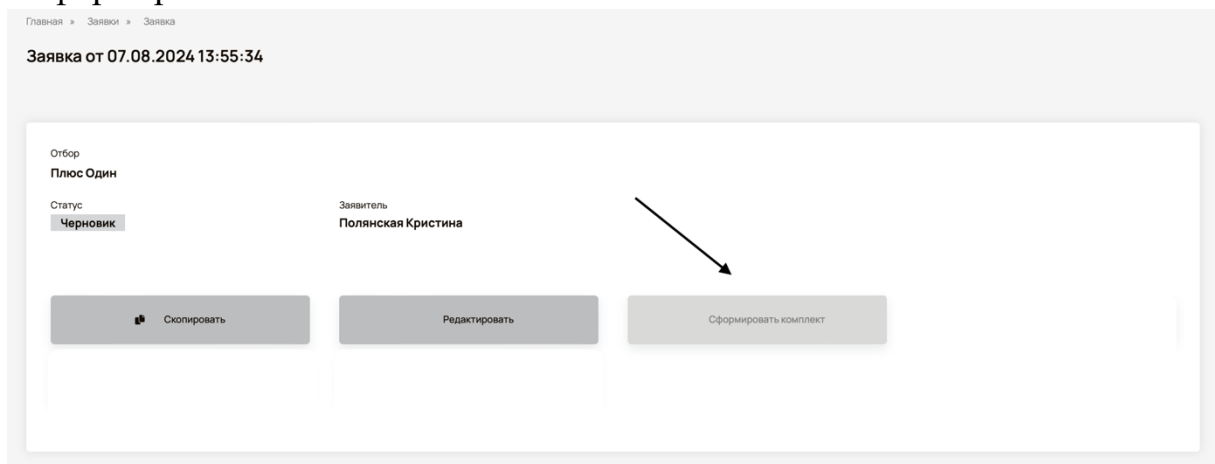 Главная » Заявки » Заявка
Заявка от 07.08.2024 13:55:34
Отбор
Плюс Один
Статус Заявитель
Черновик Полянская Кристина
Скопировать Редактировать Сформировать комплект